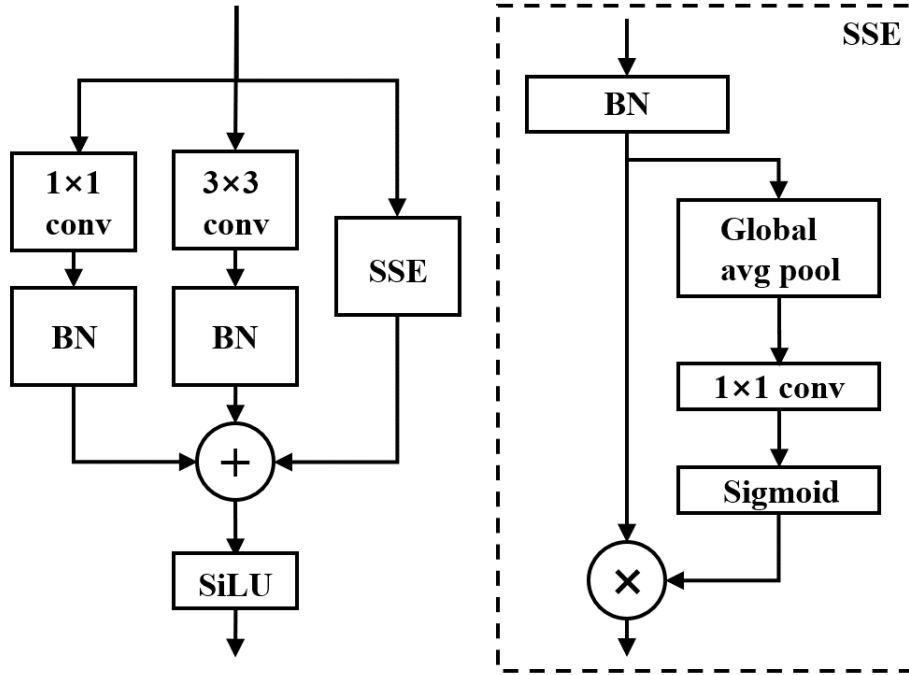 1×1
conv
BN
3×3
conv
BN
SSE
+
SiLU
SSE
BN
Global
avg pool
1×1 conv
Sigmoid
×